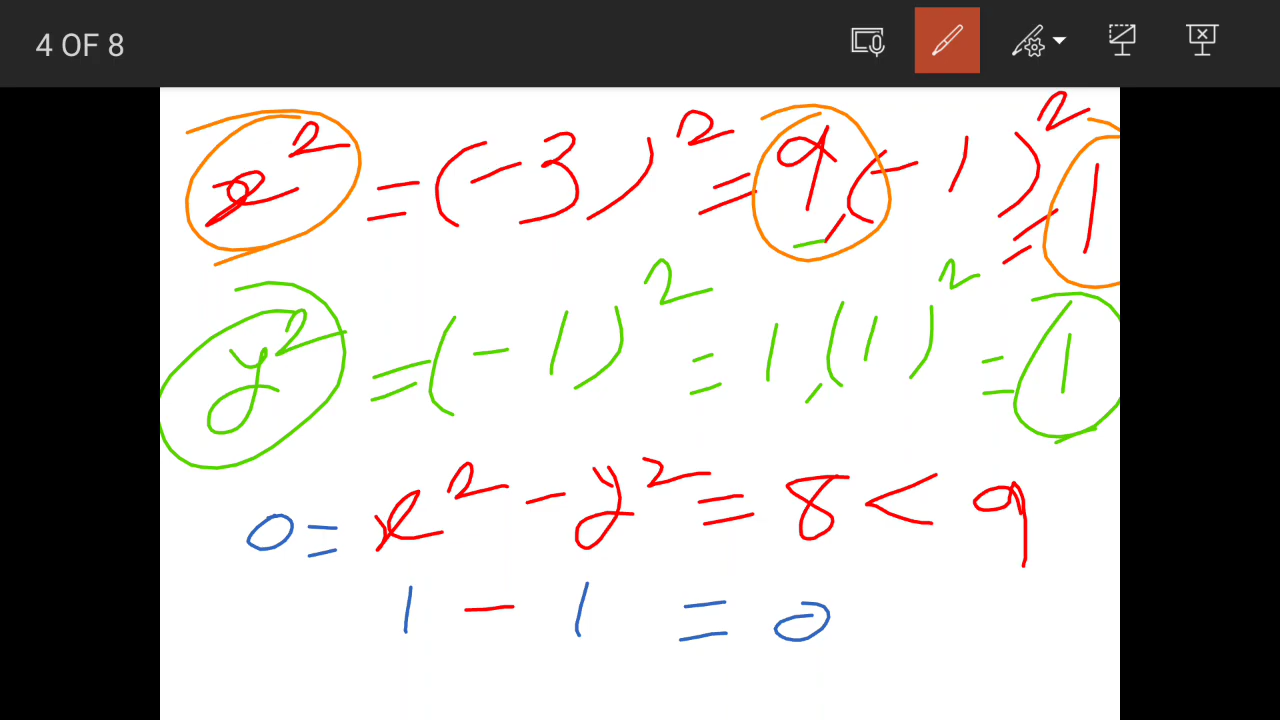 4 OF 8
x² = (-3)² = 9, (-1)² = 1
y² = (-1)² = 1, (1)² = 1
0 = x² - y² = 8 < 9
1 - 1 = 0